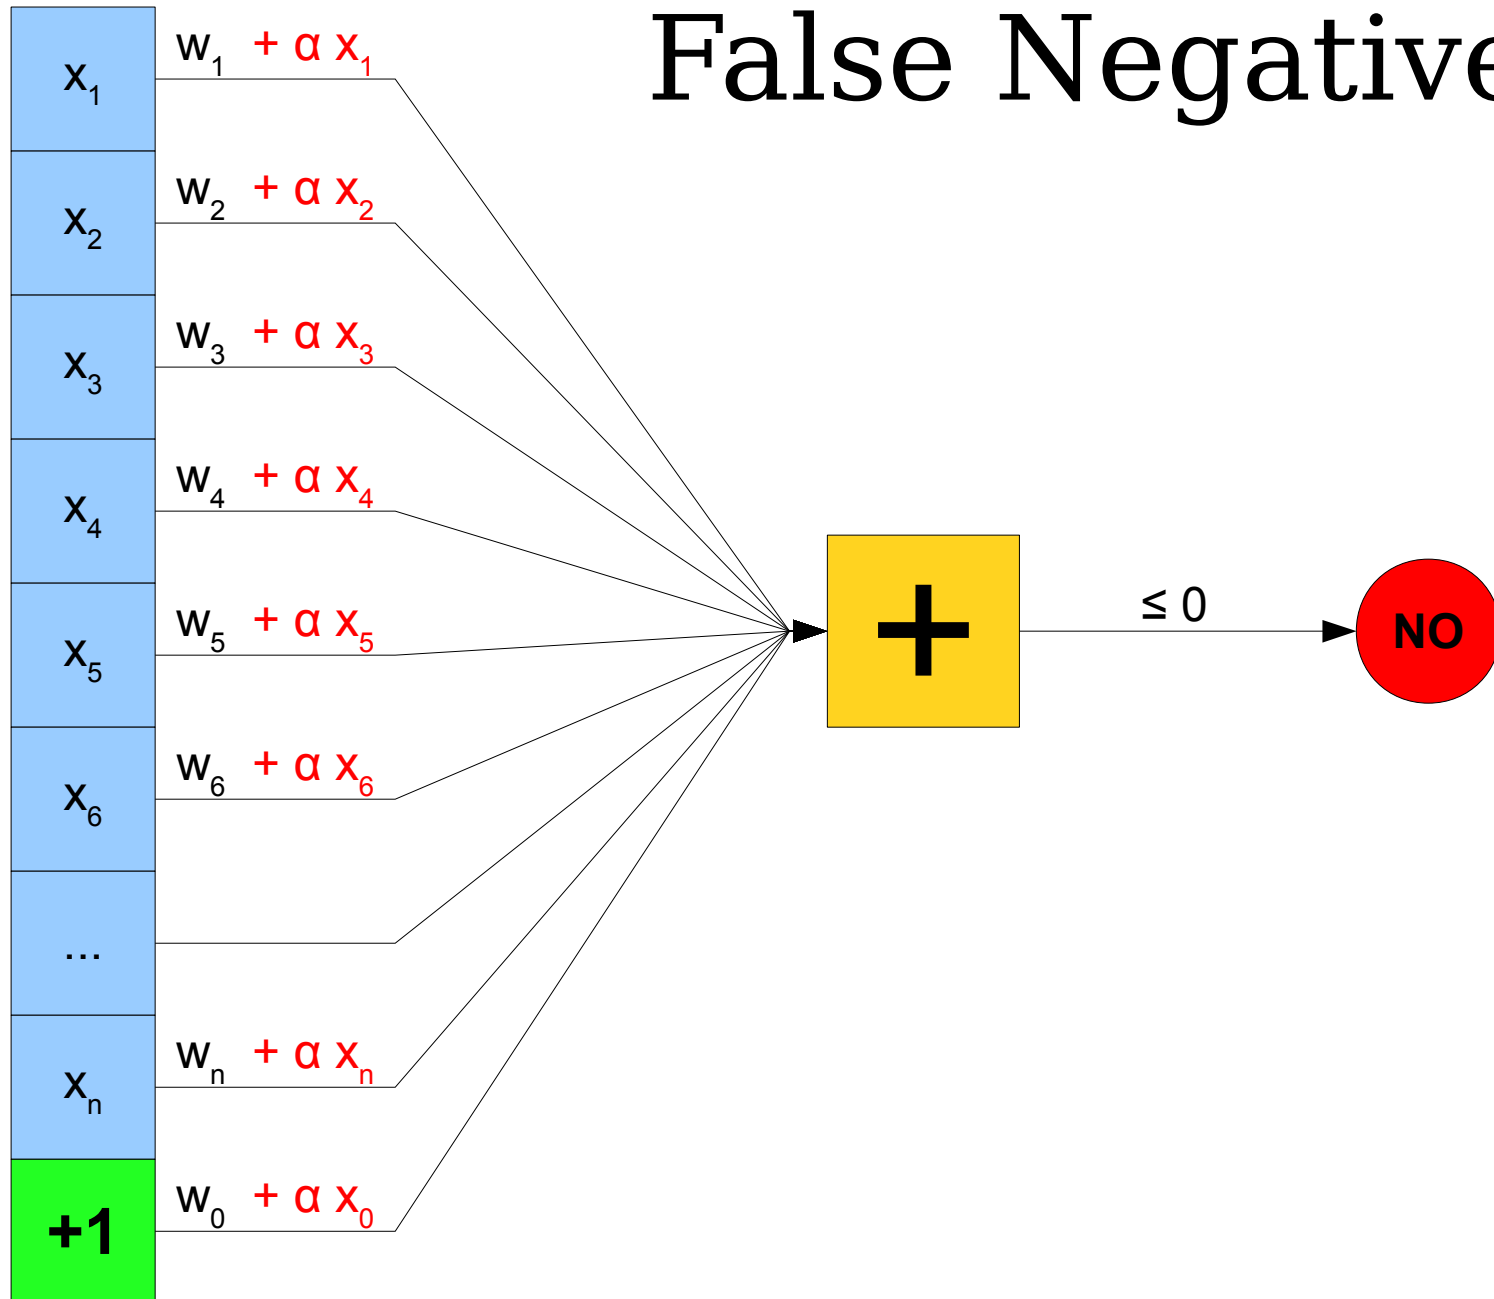 False Negative
x₁ w₁ + α x₁
x₂ w₂ + α x₂
x₃ w₃ + α x₃
x₄ w₄ + α x₄
x₅ w₅ + α x₅
+ ≤ 0 NO
x₆ w₆ + α x₆
...
xₙ wₙ + α xₙ
+1 w₀ + α x₀